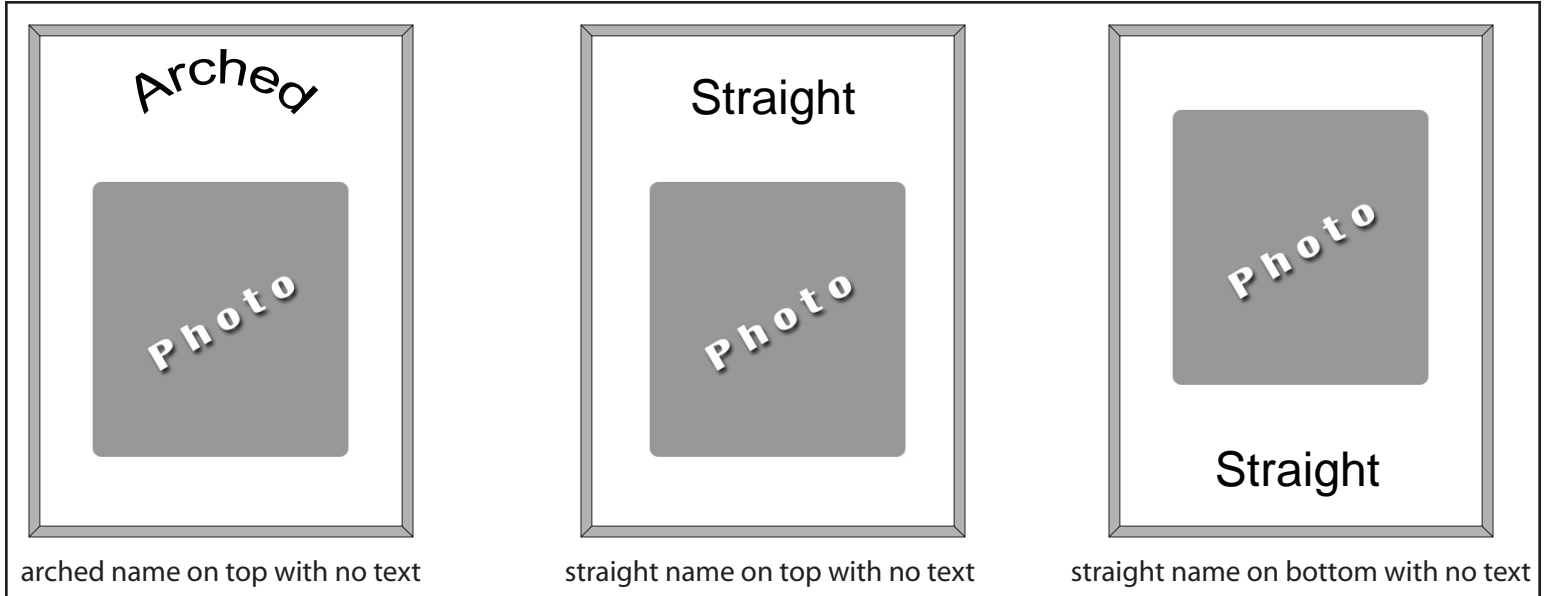 Arched
Photo
arched name on top with no text
Straight
Photo
straight name on top with no text
Photo
Straight
straight name on bottom with no text